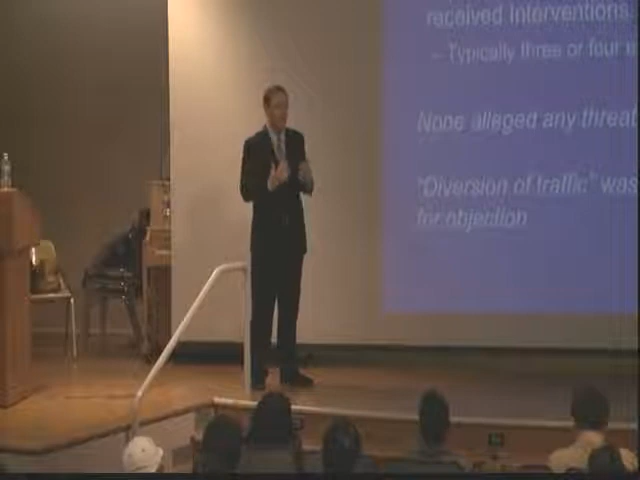 received Interventions
– Typically three or four
None alleged any threat
"Diversion of traffic" was
for objection